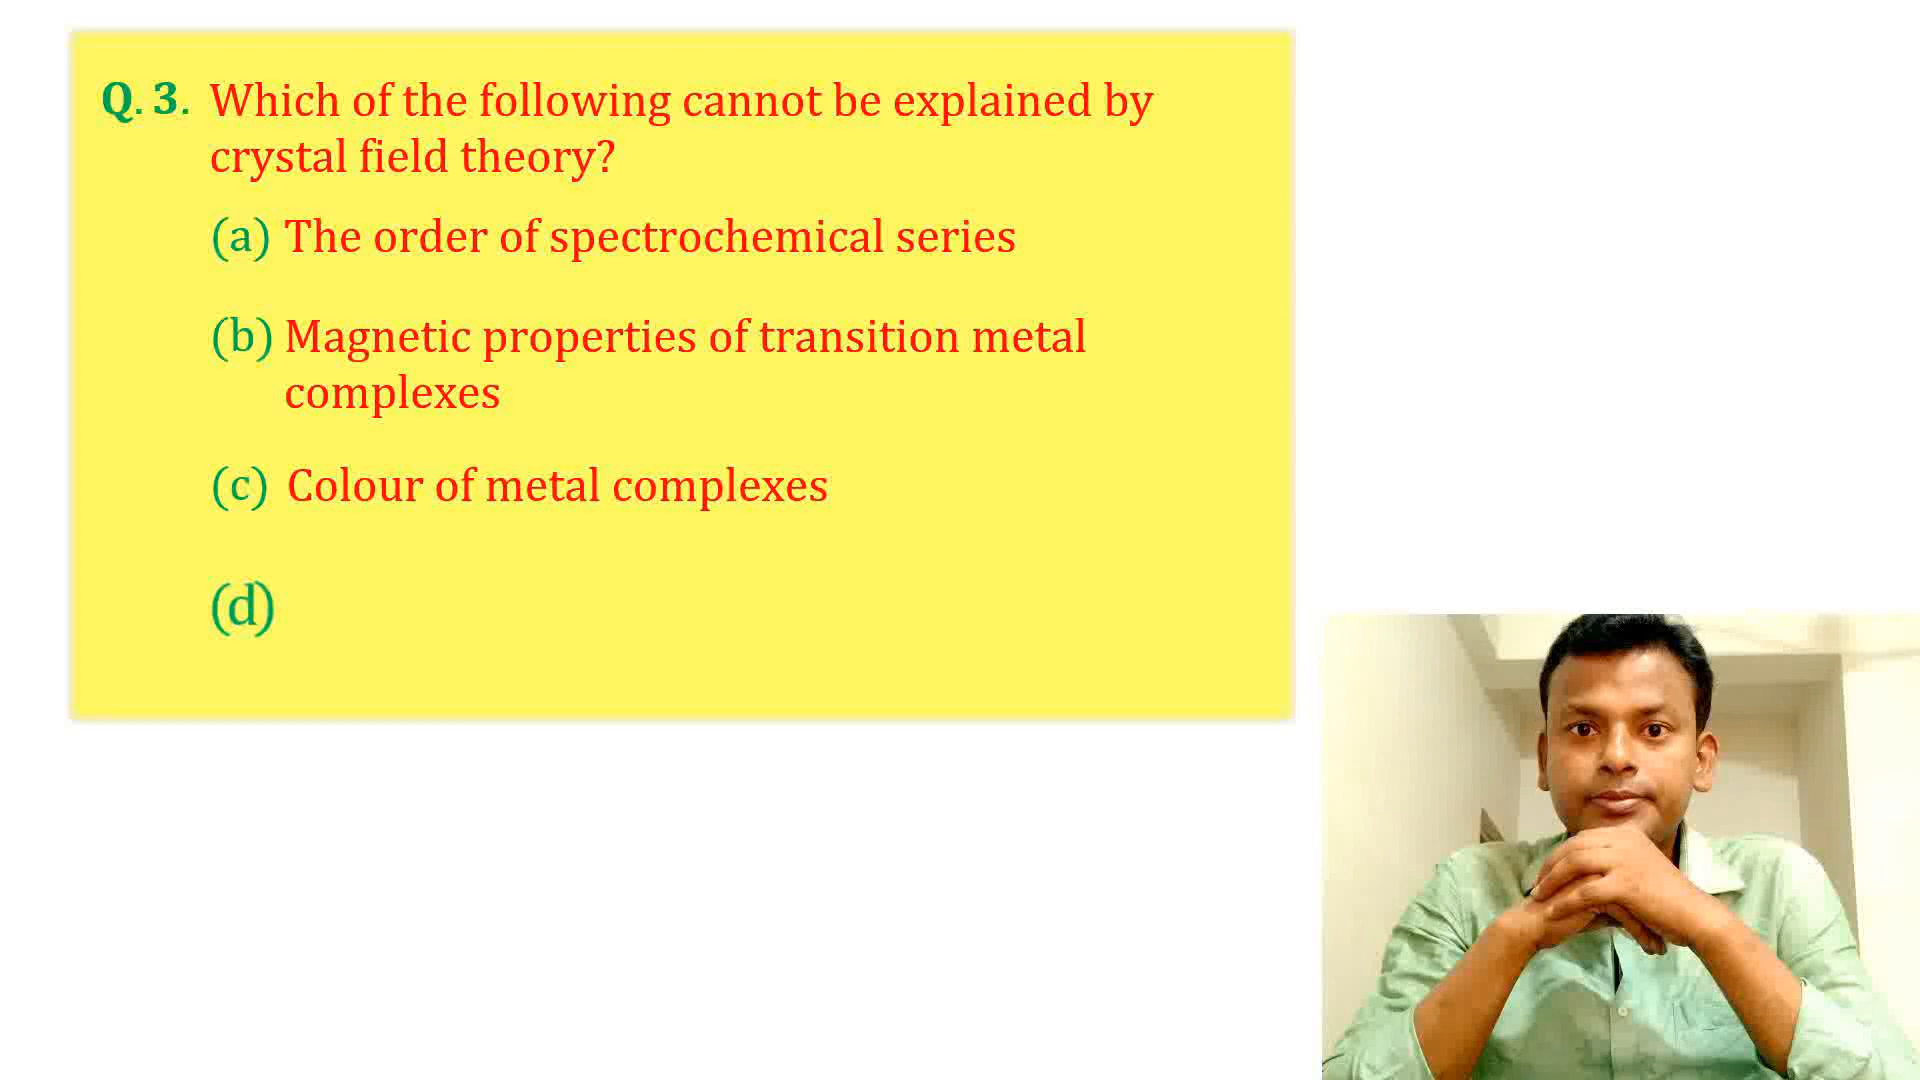 Q. 3. Which of the following cannot be explained by
crystal field theory?
(a) The order of spectrochemical series
(b) Magnetic properties of transition metal
complexes
(c) Colour of metal complexes
(d)